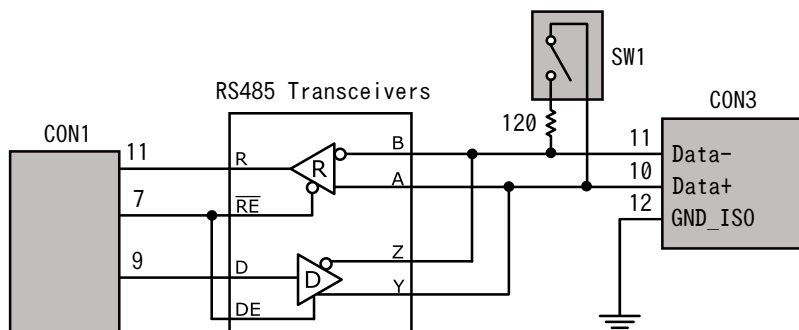 SW1
RS485 Transceivers
120
CON1
CON3
11
R
R
B
11
Data-
A
10
Data+
7
RE
12
GND_ISO
9
D
D
Z
Y
DE